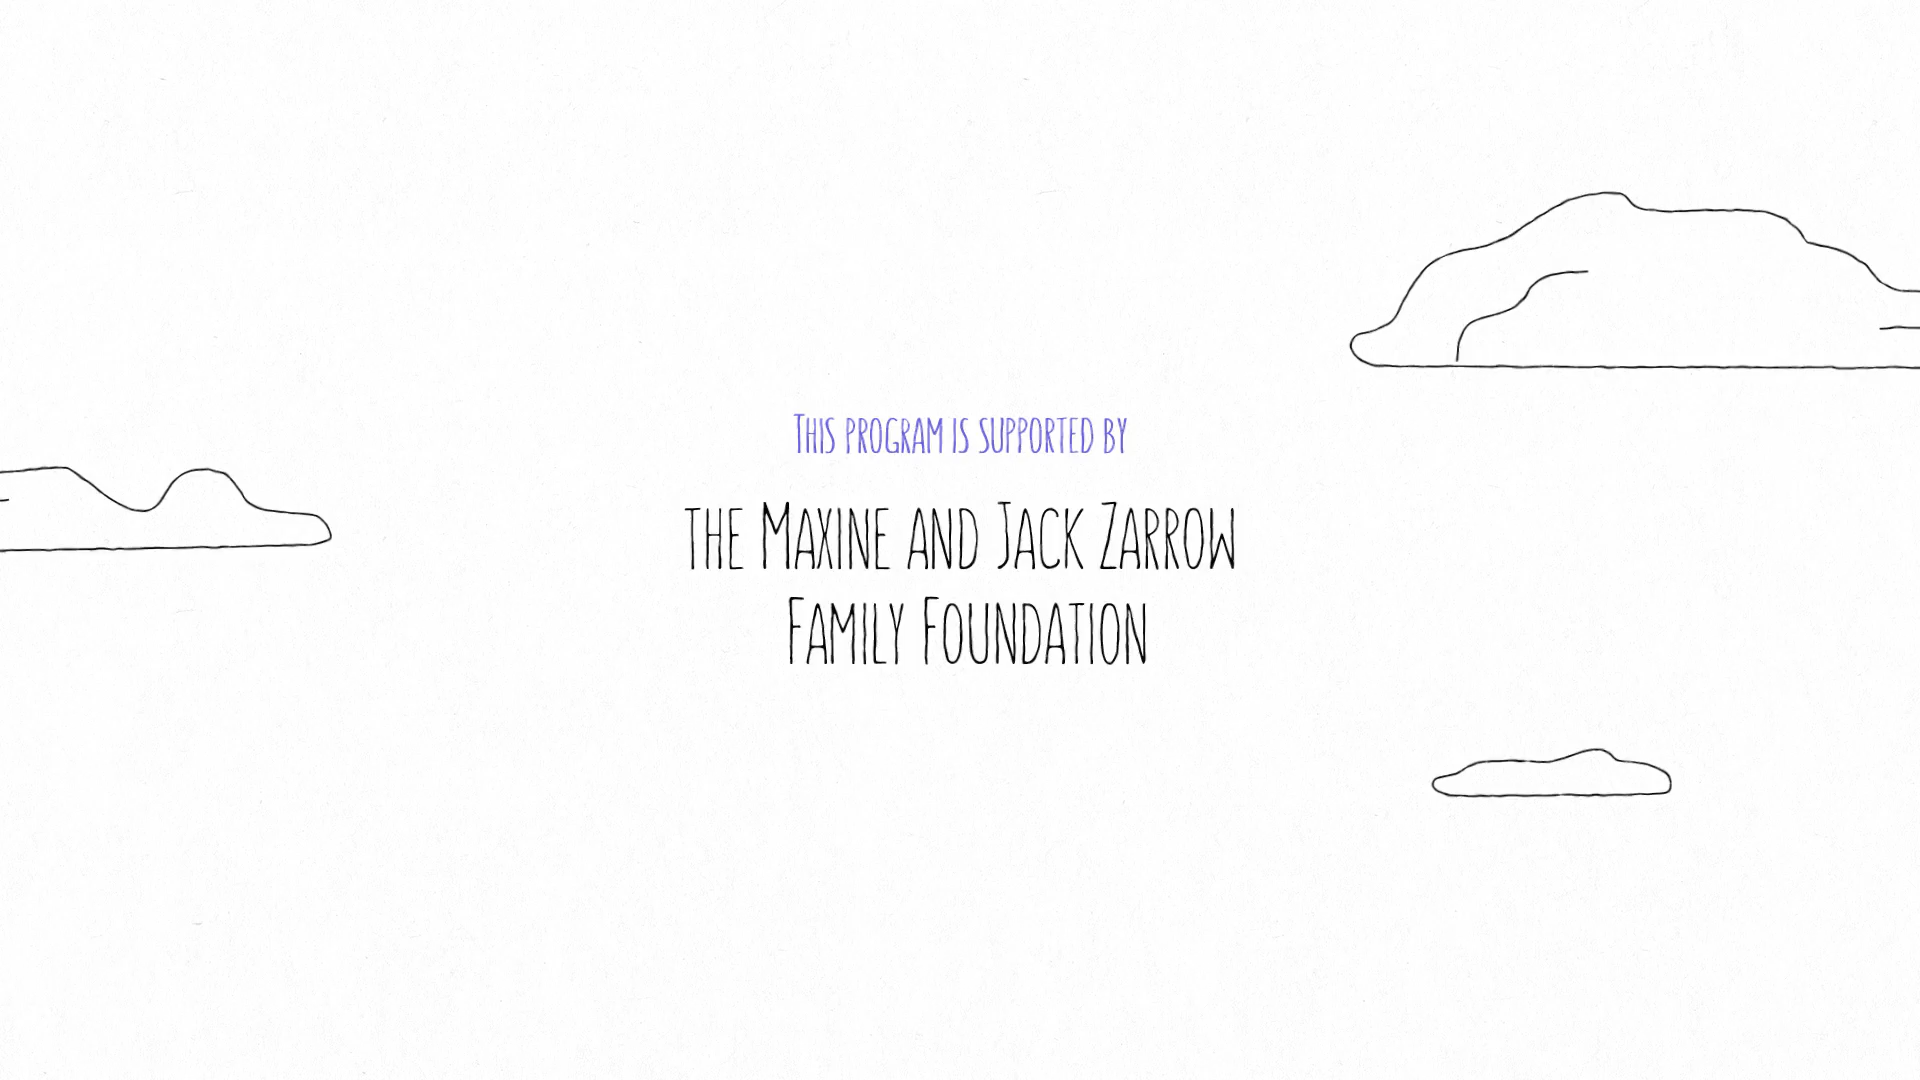 This program is supported by
the Maxine and Jack Zarrow
Family Foundation